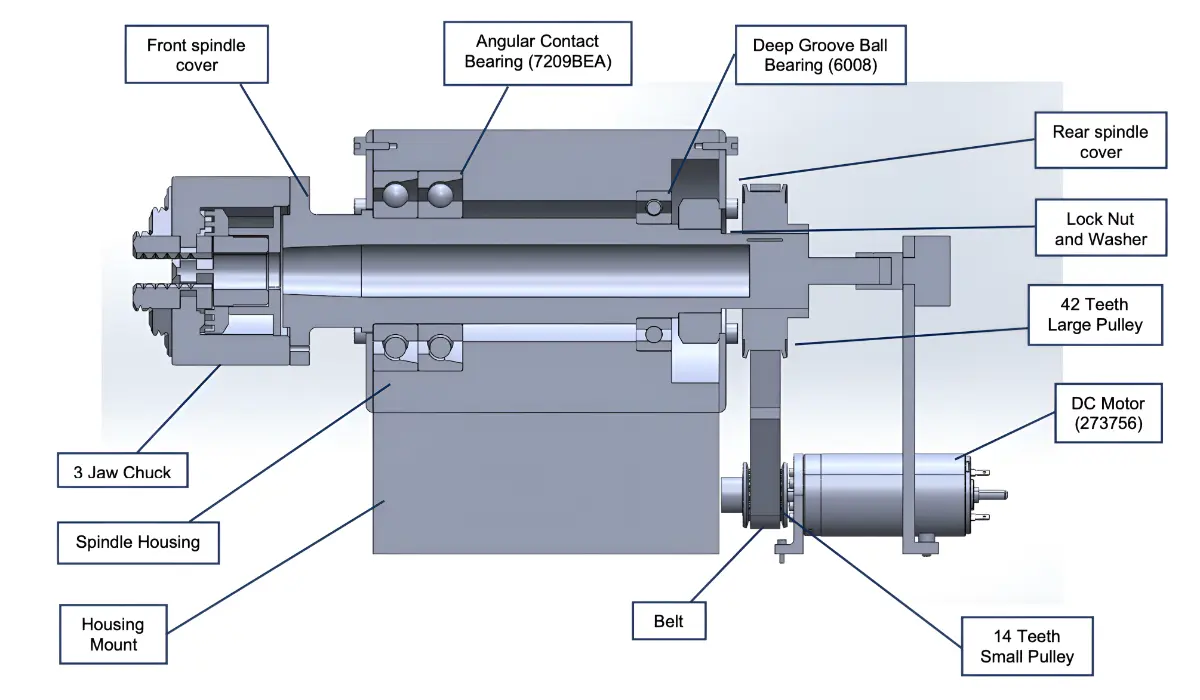 Front spindle
cover
Angular Contact
Bearing (7209BEA)
Deep Groove Ball
Bearing (6008)
Rear spindle
cover
Lock Nut
and Washer
42 Teeth
Large Pulley
DC Motor
(273756)
3 Jaw Chuck
Spindle Housing
Housing
Mount
Belt
14 Teeth
Small Pulley